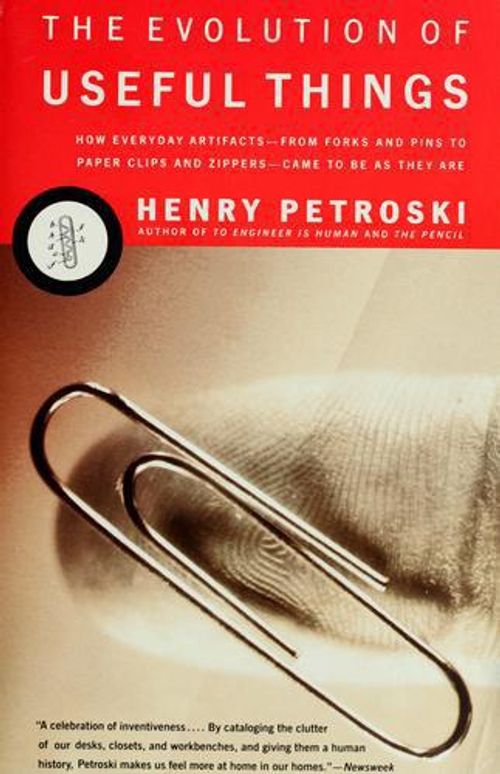 THE EVOLUTION OF
USEFUL THINGS
HOW EVERYDAY ARTIFACTS—FROM FORKS AND PINS TO
PAPER CLIPS AND ZIPPERS—CAME TO BE AS THEY ARE
HENRY PETROSKI
AUTHOR OF TO ENGINEER IS HUMAN AND THE PENCIL
“A celebration of inventiveness.... By cataloging the clutter
of our desks, closets, and workbenches, and giving them a human
history, Petroski makes us feel more at home in our homes.”—Newsweek